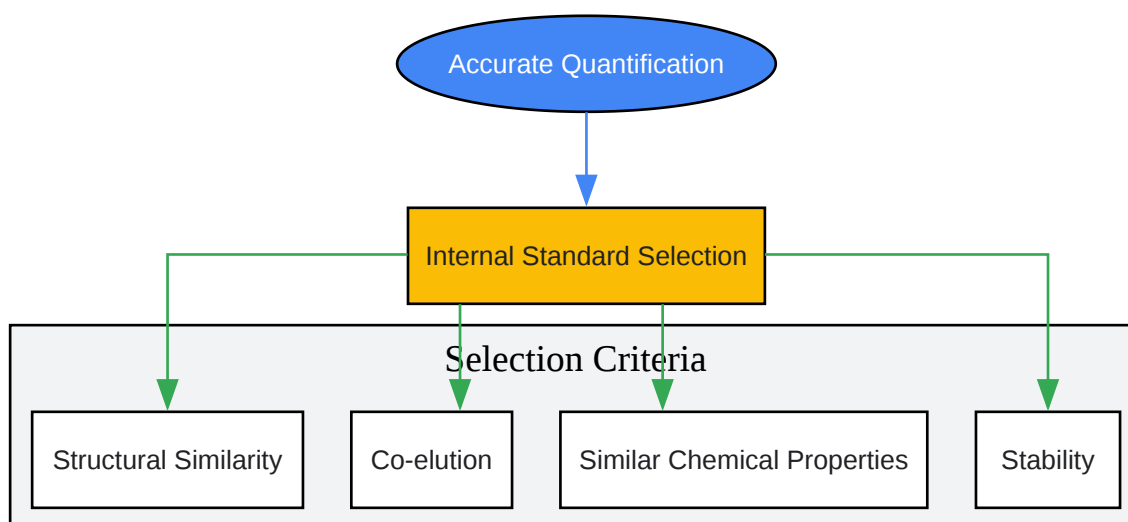 Accurate Quantification
Internal Standard Selection
Selection Criteria
Structural Similarity
Co-elution
Similar Chemical Properties
Stability